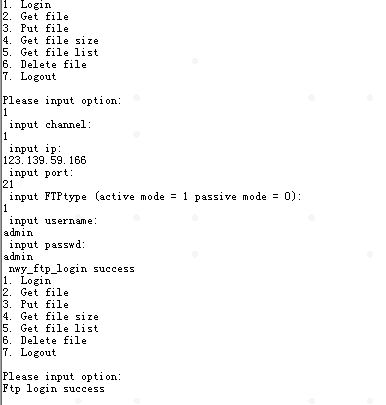 1. Login
2. Get file
3. Put file
4. Get file size
5. Get file list
6. Delete file
7. Logout
Please input option:
1
input channel:
1
input ip:
123.139.59.166
input port:
21
input FTPtype (active mode = 1 passive mode = 0):
1
input username:
admin
input passwd:
admin
nwy_ftp_login success
1. Login
2. Get file
3. Put file
4. Get file size
5. Get file list
6. Delete file
7. Logout
Please input option:
Ftp login success